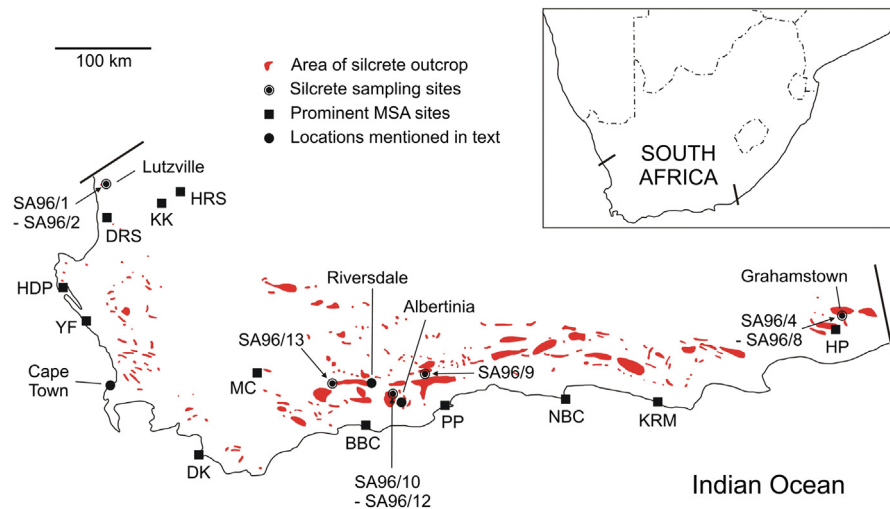 100 km
Area of silcrete outcrop
Silcrete sampling sites
Prominent MSA sites
Locations mentioned in text
SOUTH
AFRICA
Lutzville
SA96/1
- SA96/2
HRS
KK
DRS
HDP
YF
Cape
Town
Riversdale
Albertinia
SA96/13
SA96/9
MC
DK
BBC
PP
NBC
KRM
SA96/10
- SA96/12
Grahamstown
SA96/4
- SA96/8
HP
Indian Ocean